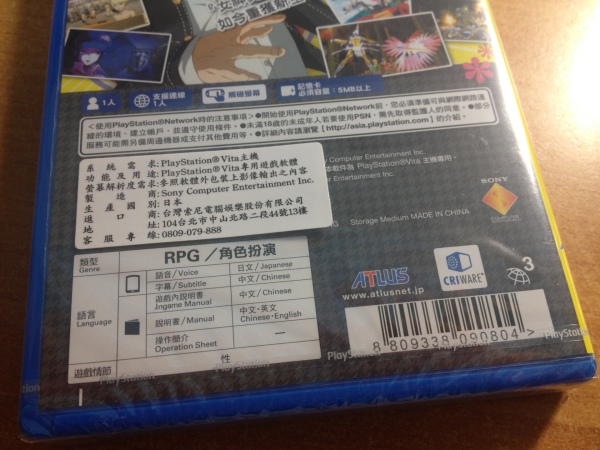 如今重獲新生
1人
支援連線
1人
觸碰螢幕
記憶卡
必須容量：5MB以上
<使用PlayStation®Network時的注意事項>●開始使用PlayStation®Network前，您必須準備可與網際網路連
線的環境、建立帳戶，並遵守使用規範。●未滿18歲的未成年人若要使用PSN，需先取得監護人的同意。●部分
服務可能需另備周邊機器或支付其他費用等。●詳細內容請瀏覽［http://asia.playstation.com］的介紹。
系統需求:PlayStation®Vita主機
功能及用途:PlayStation®Vita專用遊戲軟體
螢幕解析度需求:參照軟體外包裝上影像輸出之內容
製造商:Sony Computer Entertainment Inc.
生產國別:日本
進口商:台灣索尼電腦娛樂股份有限公司
地址:104台北市中山北路二段44號13樓
客服專線:0809-079-888
Computer Entertainment Inc.
PlayStation®Vita 主機專用。
Entertainment Inc.
SONY
Storage Medium MADE IN CHINA
類型
Genre
RPG／角色扮演
語言
Language
語音/Voice
日文/Japanese
字幕/Subtitle
中文/Chinese
遊戲內說明書
Ingame Manual
中文/Chinese
說明書/Manual
中文・英文
Chinese・English
操作簡介
Operation Sheet
—
遊戲情節
性
ATLUS
www.atlusnet.jp
CRIWARE
3
8 809338 090804 >
PlayStation
PlayStation
PlayStation